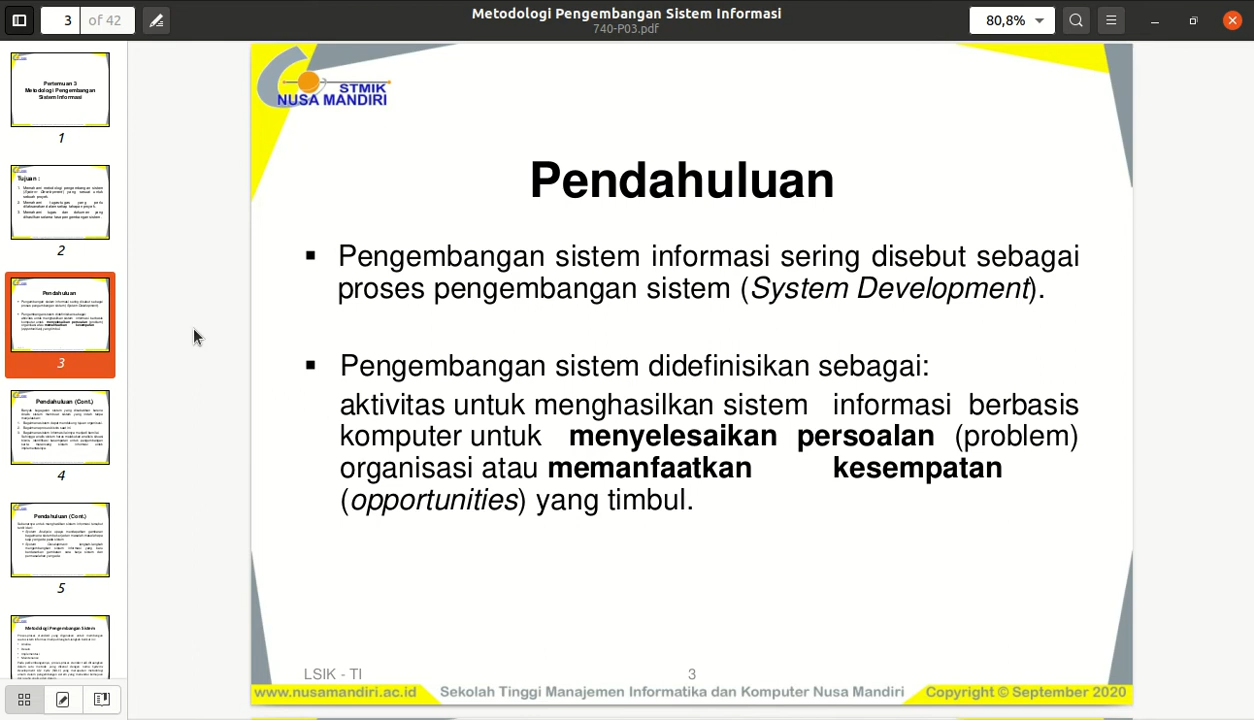 Metodologi Pengembangan Sistem Informasi
740-P03.pdf
3 of 42
80,8%
Pertemuan 3
Metodologi Pengembangan
Sistem Informasi
1
Tujuan :
2
Pendahuluan
3
Pendahuluan (Cont.)
4
Pendahuluan (Cont.)
5
Metodologi Pengembangan Sistem
STMIK
NUSA MANDIRI
Pendahuluan
▪ Pengembangan sistem informasi sering disebut sebagai
proses pengembangan sistem (System Development).
▪ Pengembangan sistem didefinisikan sebagai:
aktivitas untuk menghasilkan sistem informasi berbasis
komputer untuk menyelesaikan persoalan (problem)
organisasi atau memanfaatkan kesempatan
(opportunities) yang timbul.
LSIK - TI
3
www.nusamandiri.ac.id Sekolah Tinggi Manajemen Informatika dan Komputer Nusa Mandiri Copyright © September 2020